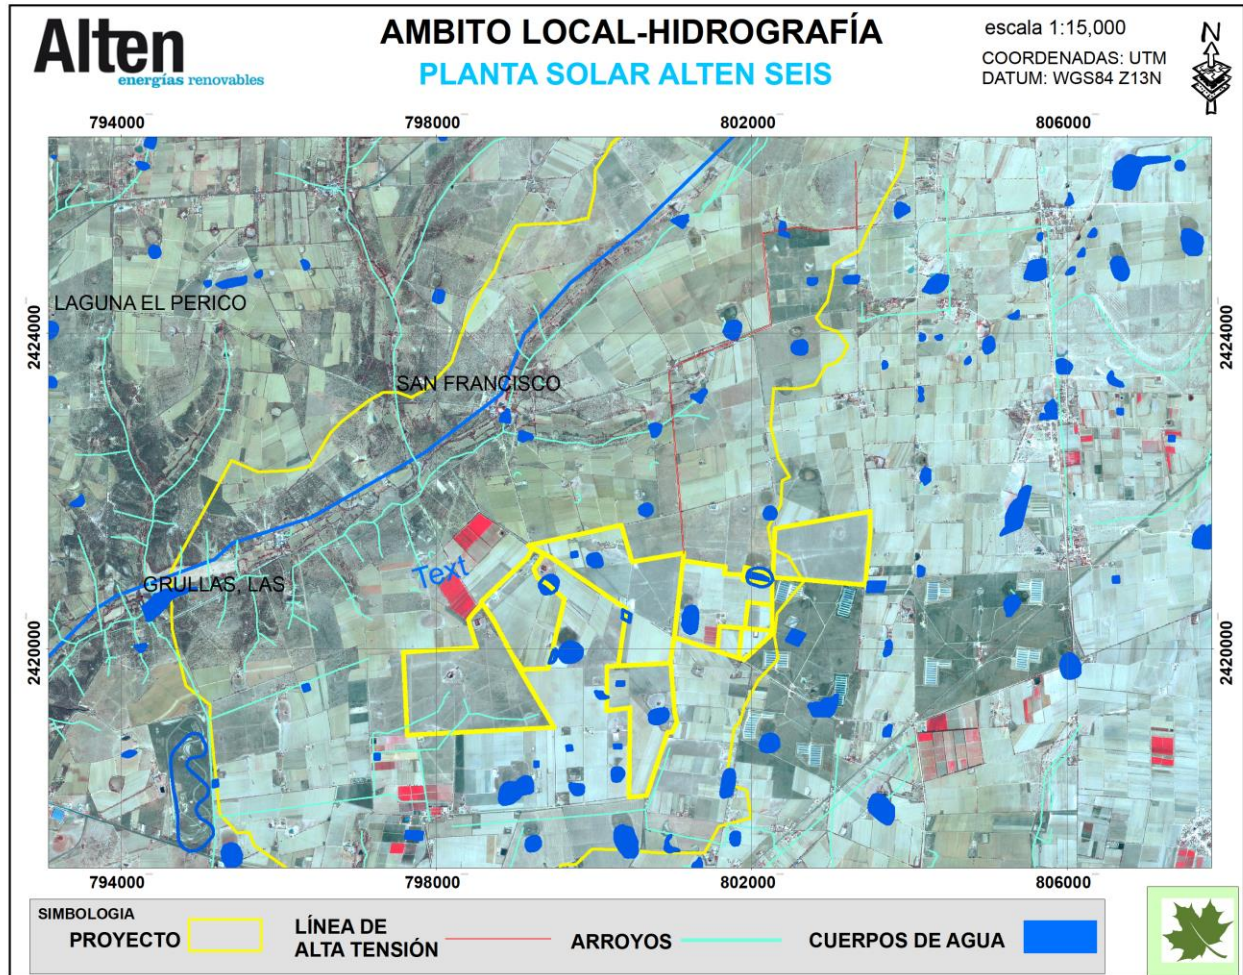 Alten
energías renovables
AMBITO LOCAL-HIDROGRAFÍA
PLANTA SOLAR ALTEN SEIS
escala 1:15,000
COORDENADAS: UTM
DATUM: WGS84 Z13N
N
794000 798000 802000 806000
LAGUNA EL PERICO
2424000 2424000
SAN FRANCISCO
Text
GRULLAS, LAS
2420000 2420000
794000 798000 802000 806000
SIMBOLOGIA
PROYECTO
LÍNEA DE
ALTA TENSIÓN
ARROYOS
CUERPOS DE AGUA